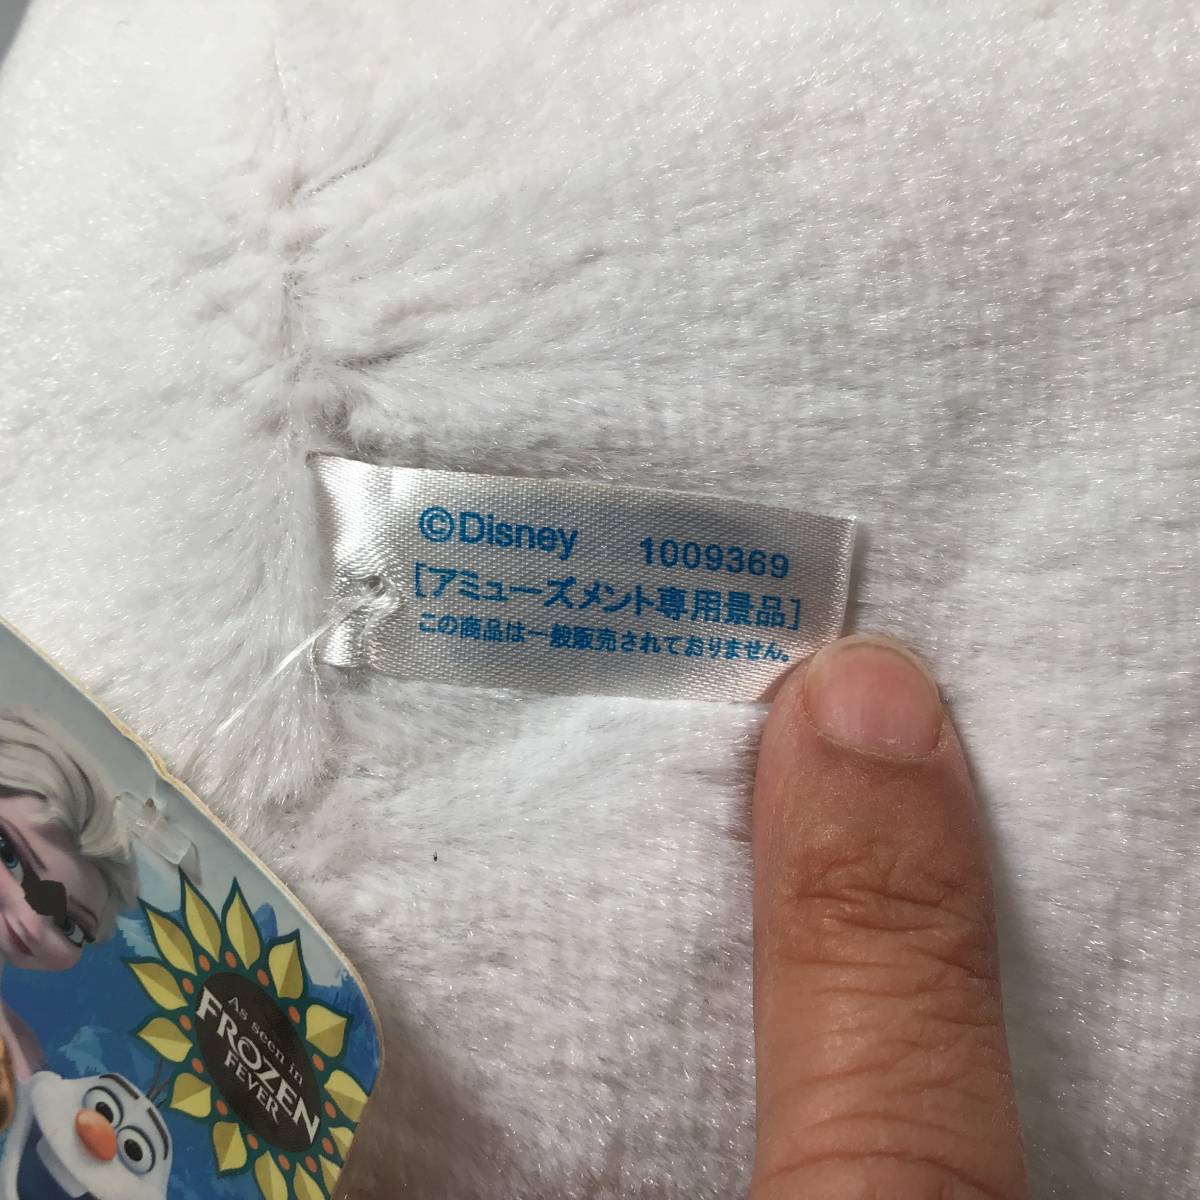 ©Disney 1009369
[アミューズメント専用景品]
この商品は一般販売されておりません。
As seen in
FROZEN
FEVER